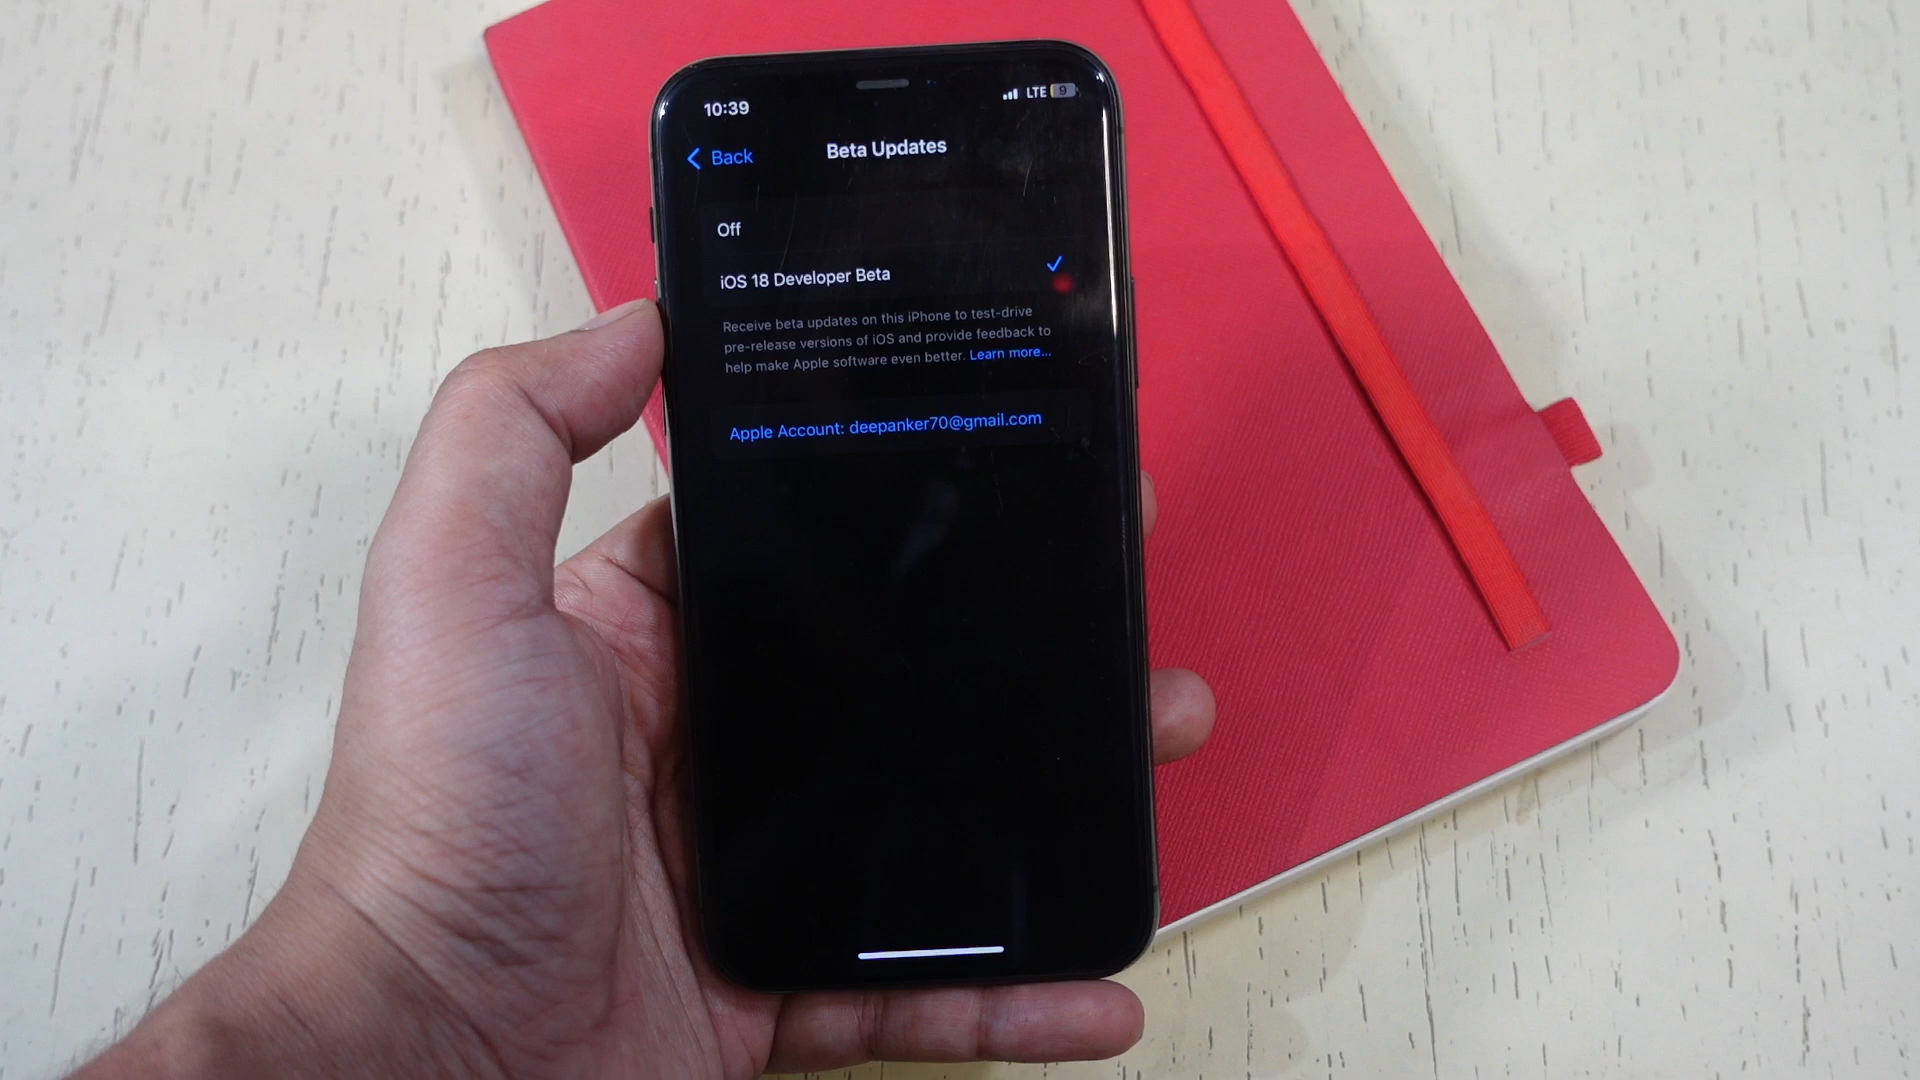 10:39
LTE 9
Back
Beta Updates
Off
iOS 18 Developer Beta
Receive beta updates on this iPhone to test-drive
pre-release versions of iOS and provide feedback to
help make Apple software even better. Learn more...
Apple Account: deepanker70@gmail.com